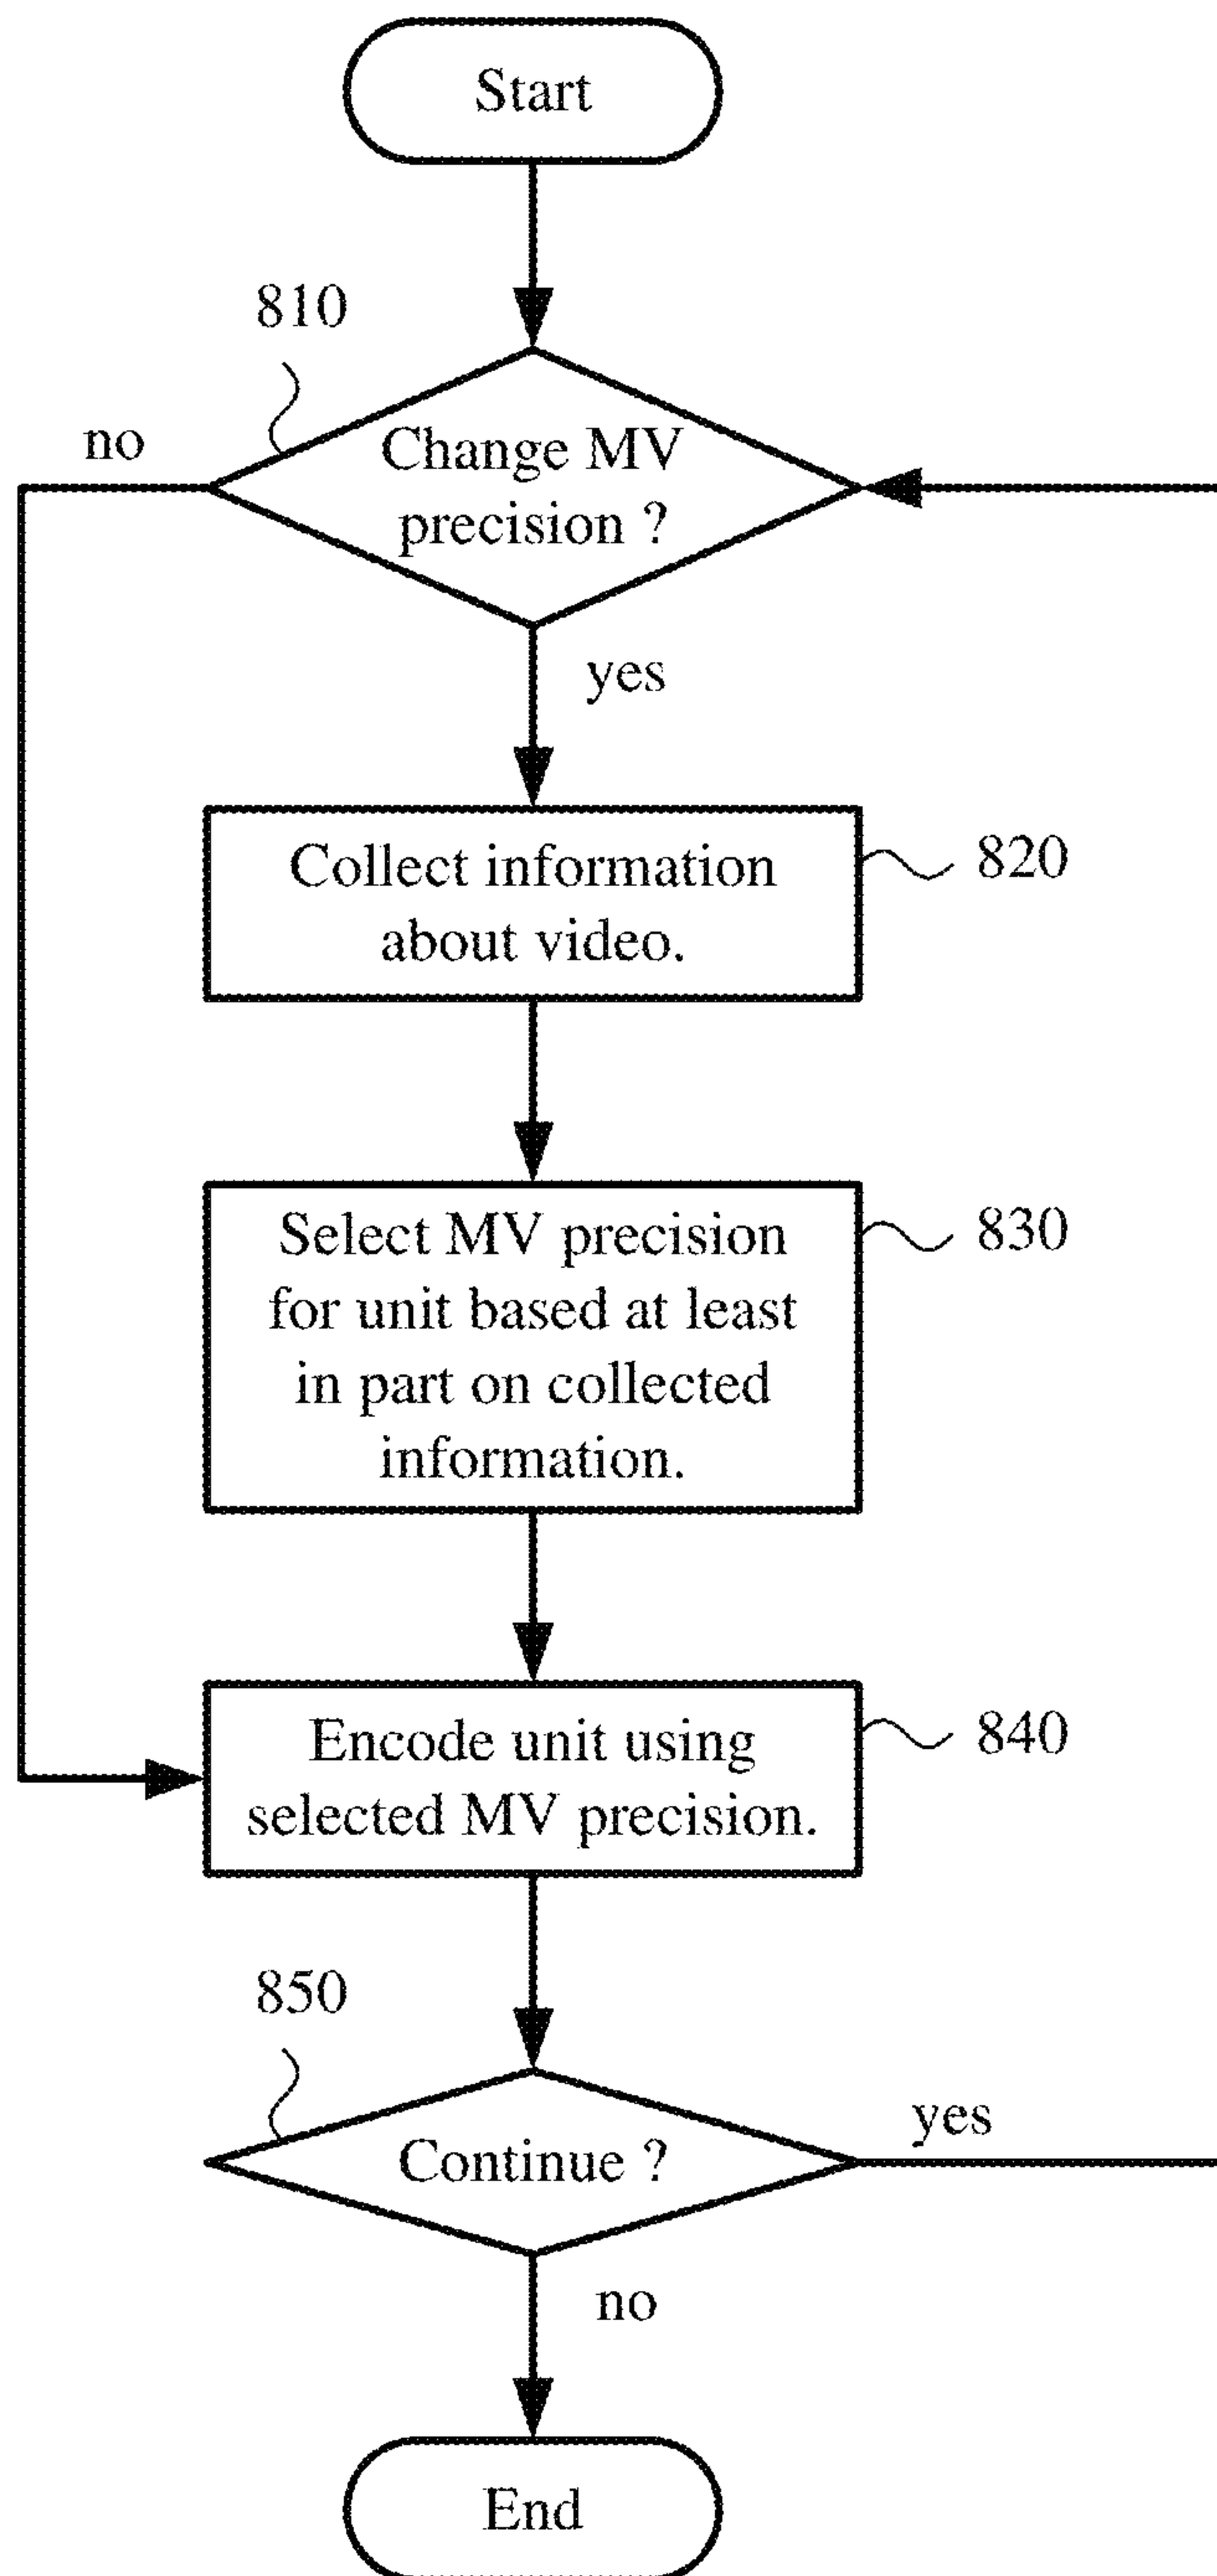 Start
810
no
Change MV
precision ?
yes
Collect information
about video.
820
Select MV precision
for unit based at least
in part on collected
information.
830
Encode unit using
selected MV precision.
840
850
Continue ?
yes
no
End